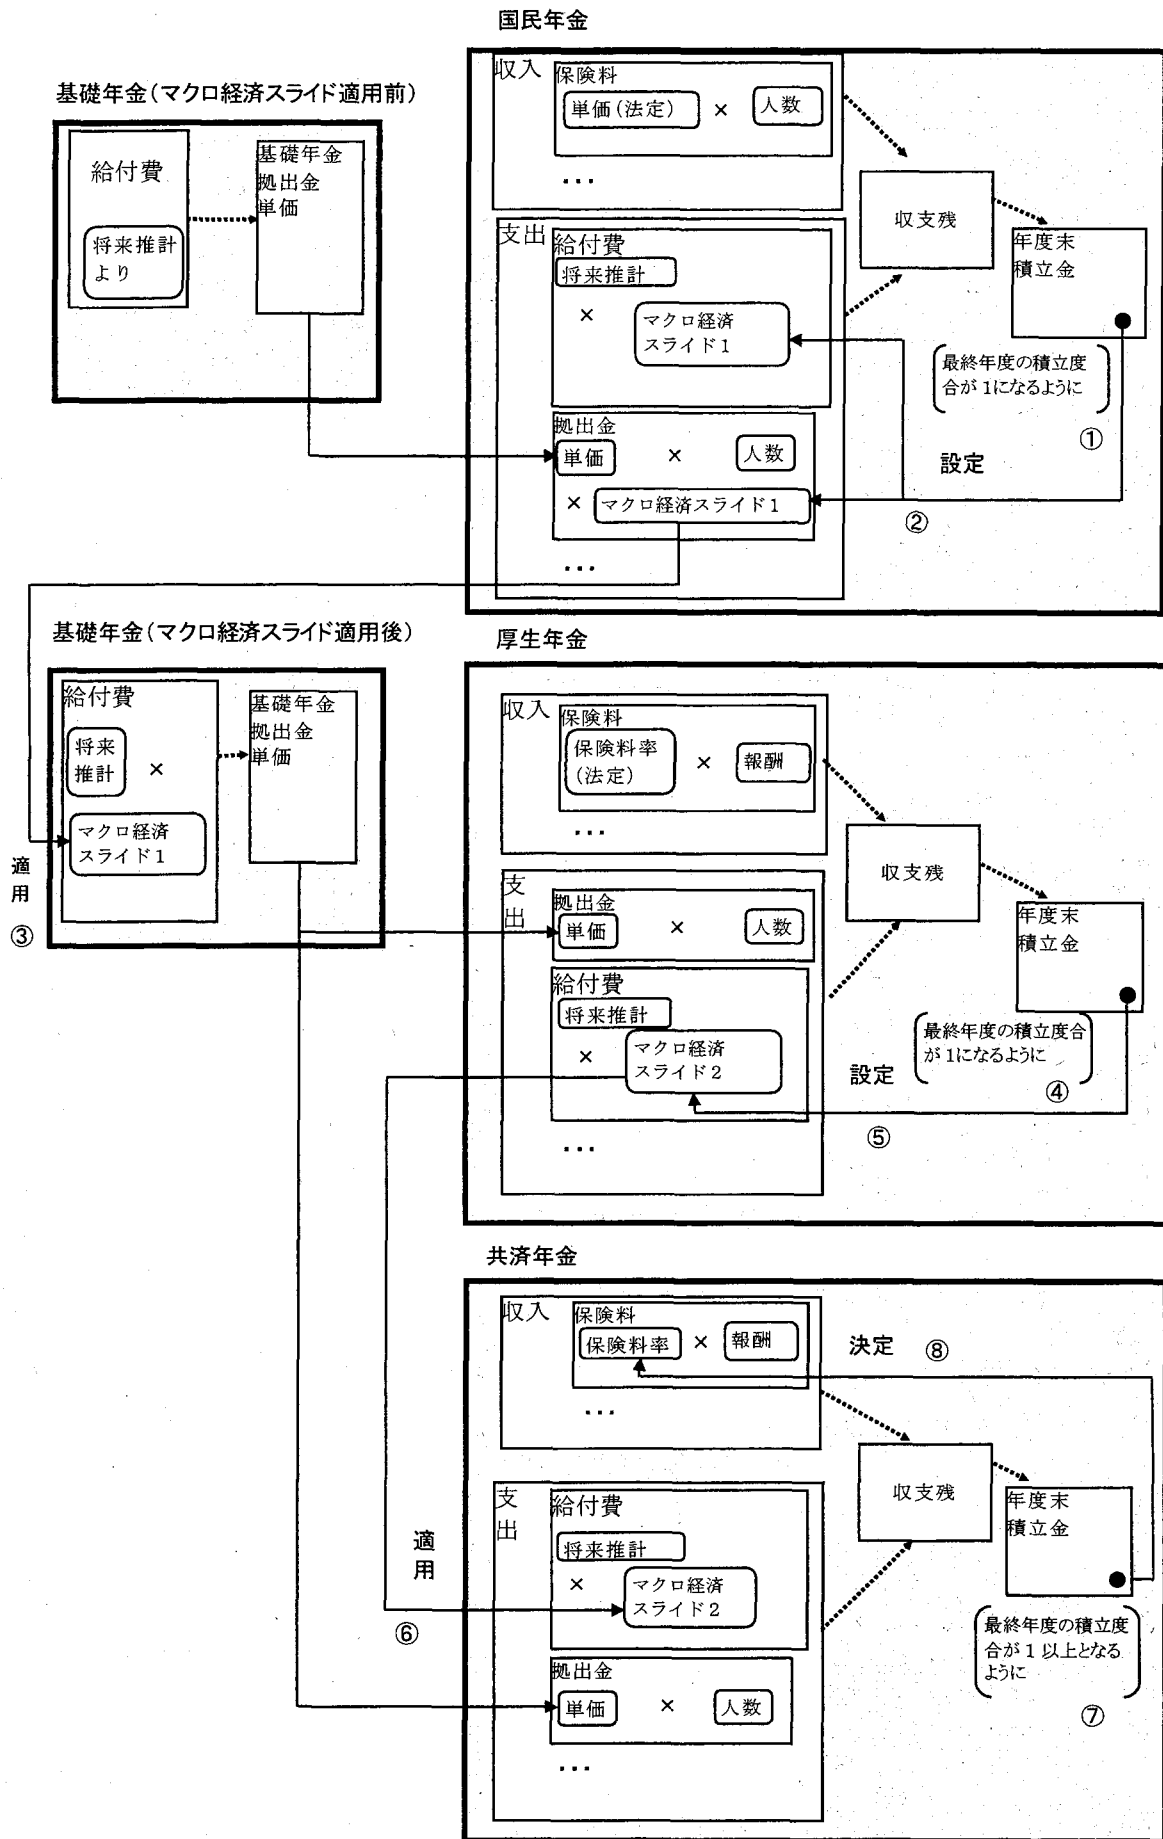 国民年金
収入
保険料
単価(法定)
×
人数
…
基礎年金(マクロ経済スライド適用前)
給付費
将来推計
より
基礎年金
拠出金
単価
収支残
年度末
積立金
支出
給付費
将来推計
×
マクロ経済
スライド1
最終年度の積立度
合が1になるように
①
拠出金
単価
×
人数
×
マクロ経済スライド1
設定
②
…
基礎年金(マクロ経済スライド適用後)
給付費
将来
推計
×
マクロ経済
スライド1
基礎年金
拠出金
単価
適
用
③
厚生年金
収入
保険料
保険料率
(法定)
×
報酬
…
収支残
年度末
積立金
支
出
拠出金
単価
×
人数
給付費
将来推計
×
マクロ経済
スライド2
最終年度の積立度合
が1になるように
④
設定
⑤
…
共済年金
収入
保険料
保険料率
×
報酬
…
決定
⑧
収支残
年度末
積立金
支
出
給付費
将来推計
×
マクロ経済
スライド2
適
用
⑥
最終年度の積立度
合が1以上となる
ように
⑦
拠出金
単価
×
人数
…